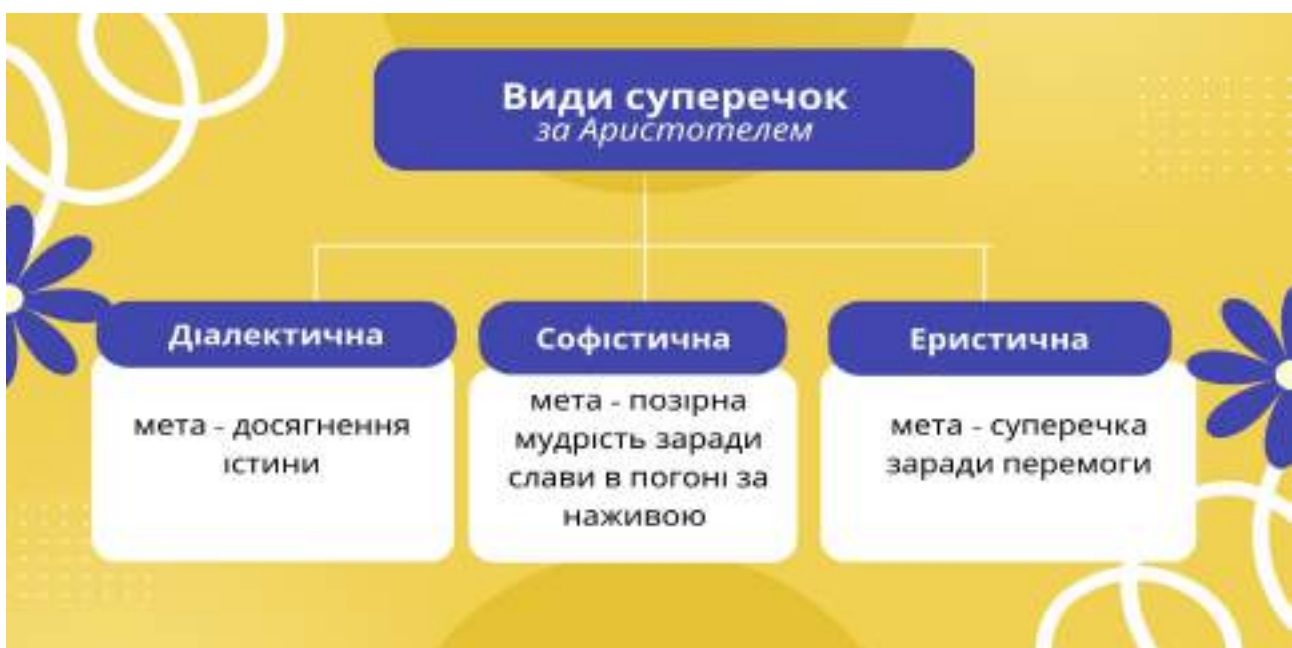 Види суперечок
за Аристотелем
Діалектична
мета - досягнення
істини
Софістична
мета - позірна
мудрість заради
слави в погоні за
наживою
Еристична
мета - суперечка
заради перемоги